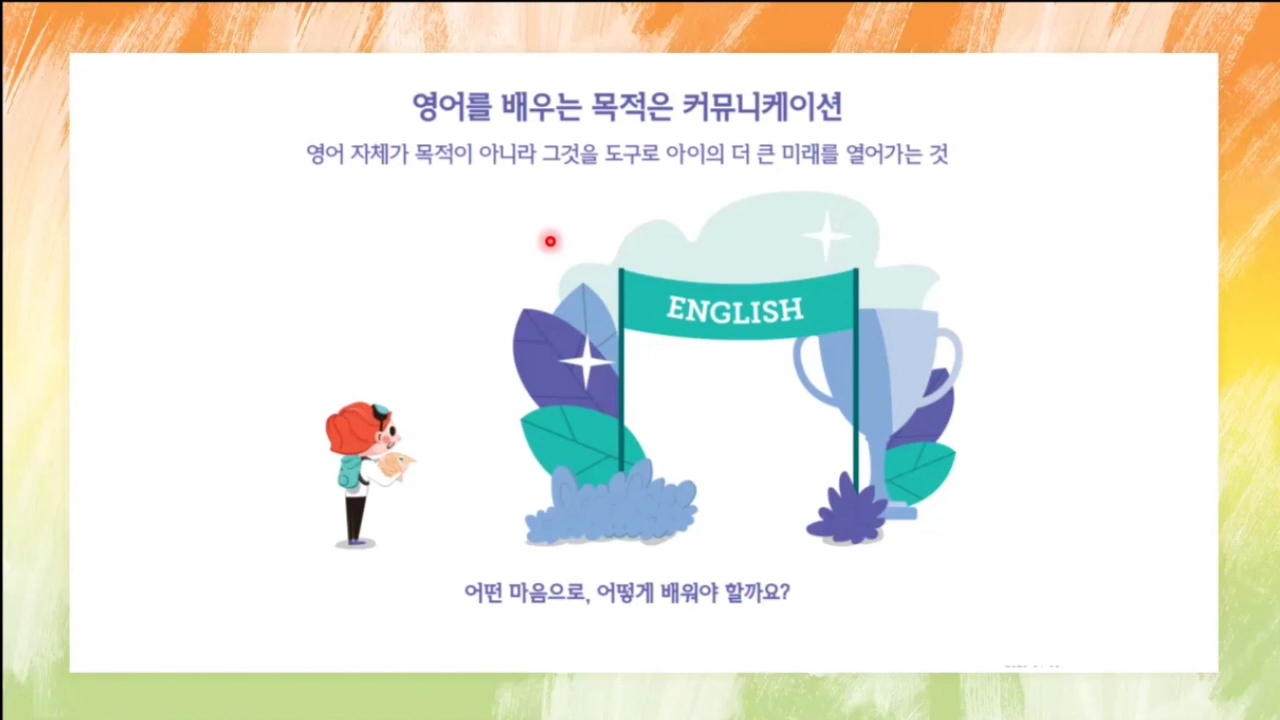 영어를 배우는 목적은 커뮤니케이션
영어 자체가 목적이 아니라 그것을 도구로 아이의 더 큰 미래를 열어가는 것
ENGLISH
어떤 마음으로, 어떻게 배워야 할까요?